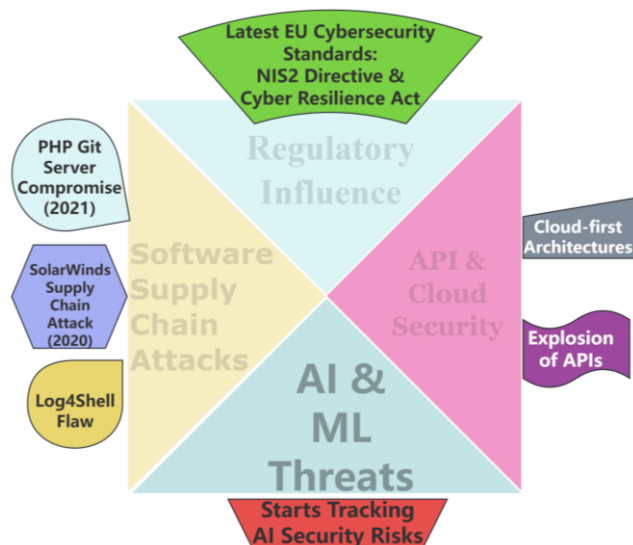 Latest EU Cybersecurity
Standards:
NIS2 Directive &
Cyber Resilience Act
Regulatory
Influence
PHP Git
Server
Compromise
(2021)
SolarWinds
Supply
Chain
Attack
(2020)
Log4Shell
Flaw
Software
Supply
Chain
Attacks
API &
Cloud
Security
Cloud-first
Architectures
Explosion
of APIs
AI &
ML
Threats
Starts Tracking
AI Security Risks